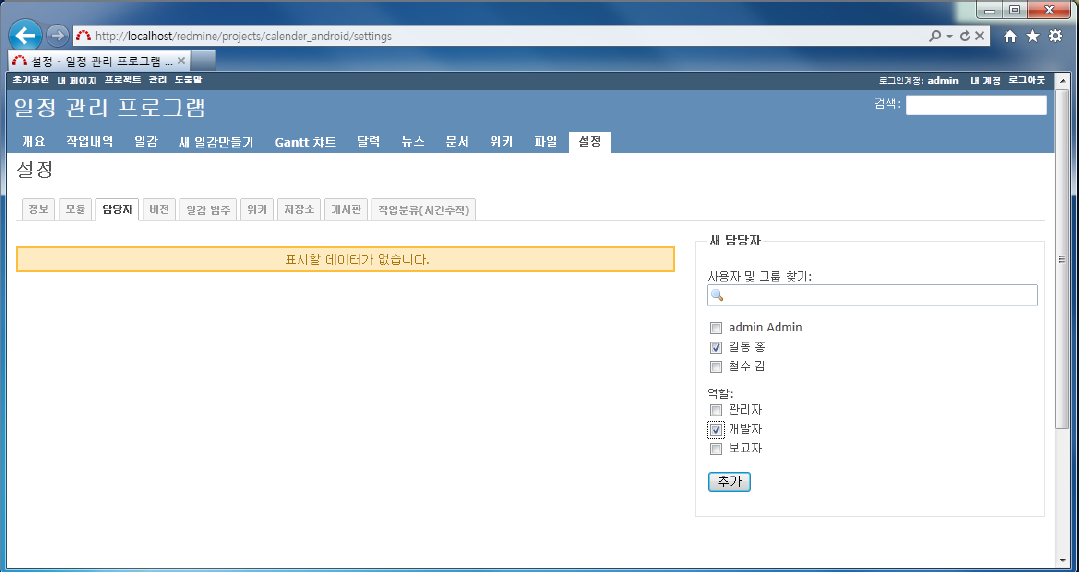 http://localhost/redmine/projects/calender_android/settings
설정 - 일정 관리 프로그램 ...
초기화면 내 페이지 프로젝트 관리 도움말 로그인계정: admin 내 계정 로그아웃
일정 관리 프로그램 검색:
개요 작업내역 일감 새 일감만들기 Gantt 차트 달력 뉴스 문서 위키 파일 설정
설정
정보 모듈 담당자 버전 일감 범주 위키 저장소 게시판 작업분류(시간추적)
새 담당자
표시할 데이터가 없습니다.
사용자 및 그룹 찾기:
admin Admin
길동 홍
철수 김
역할:
관리자
개발자
보고자
추가